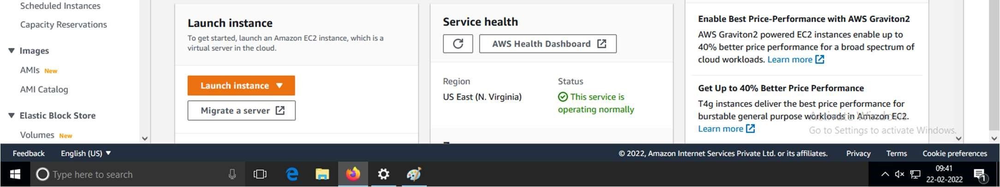 Scheduled Instances
Capacity Reservations
Images
AMIs New
AMI Catalog
Elastic Block Store
Volumes New
Launch instance
To get started, launch an Amazon EC2 instance, which is a
virtual server in the cloud.
Launch instance
Migrate a server
Service health
AWS Health Dashboard
Region
US East (N. Virginia)
Status
This service is
operating normally
Enable Best Price-Performance with AWS Graviton2
AWS Graviton2 powered EC2 instances enable up to
40% better price performance for a broad spectrum of
cloud workloads. Learn more
Get Up to 40% Better Price Performance
T4g instances deliver the best price performance for
burstable general purpose workloads in Amazon EC2.
Learn more
Activate Windows
Go to Settings to activate Windows.
Feedback
English (US)
© 2022, Amazon Internet Services Private Ltd. or its affiliates.
Privacy
Terms
Cookie preferences
Type here to search
09:41
22-02-2022
1